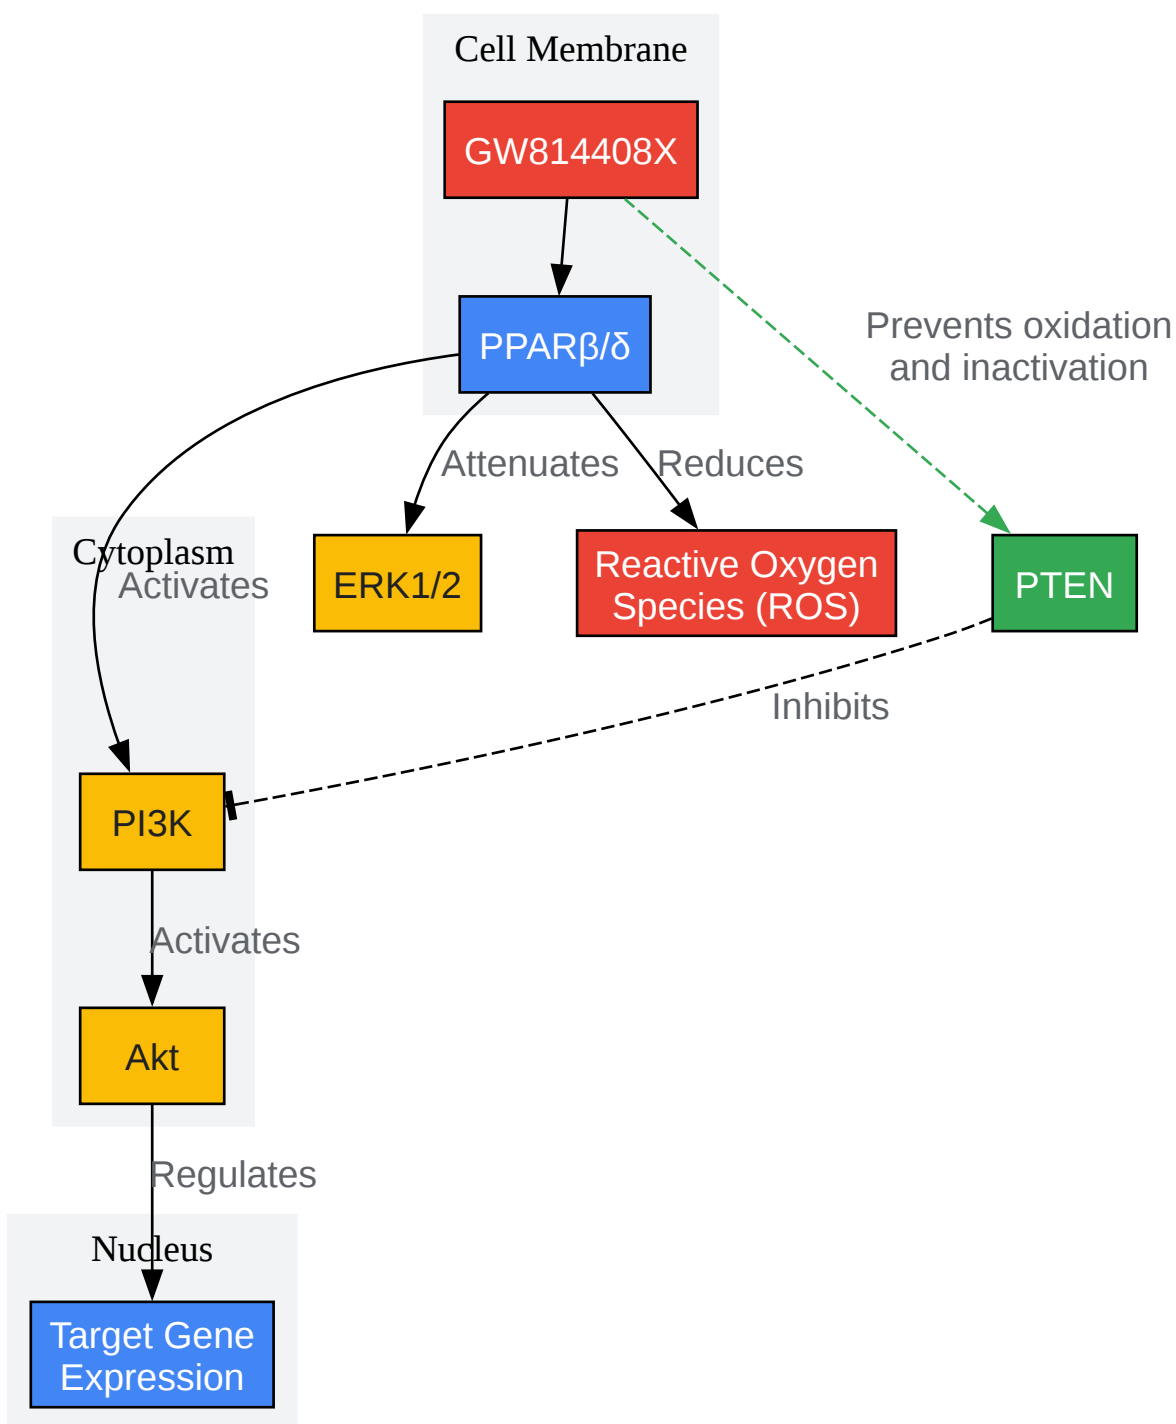 Cell Membrane
GW814408X
Prevents oxidation
and inactivation
PPARβ/δ
Attenuates
Reduces
Cytoplasm
Activates
ERK1/2
Reactive Oxygen
Species (ROS)
PTEN
Inhibits
PI3K
Activates
Akt
Regulates
Nucleus
Target Gene
Expression